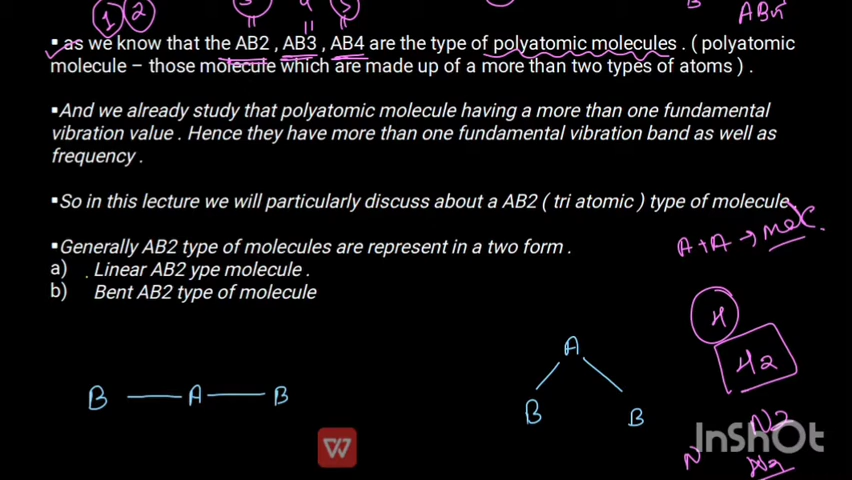 1 2
▪ as we know that the AB2 , AB3 , AB4 are the type of polyatomic molecules . ( polyatomic
molecule – those molecule which are made up of a more than two types of atoms ) .
▪And we already study that polyatomic molecule having a more than one fundamental
vibration value . Hence they have more than one fundamental vibration band as well as
frequency .
▪So in this lecture we will particularly discuss about a AB2 ( tri atomic ) type of molecule
A+A →
▪Generally AB2 type of molecules are represent in a two form .
a) . Linear AB2 ype molecule .
b) Bent AB2 type of molecule
H
H2
A
B — A — B
B B
N2
InShOt
N